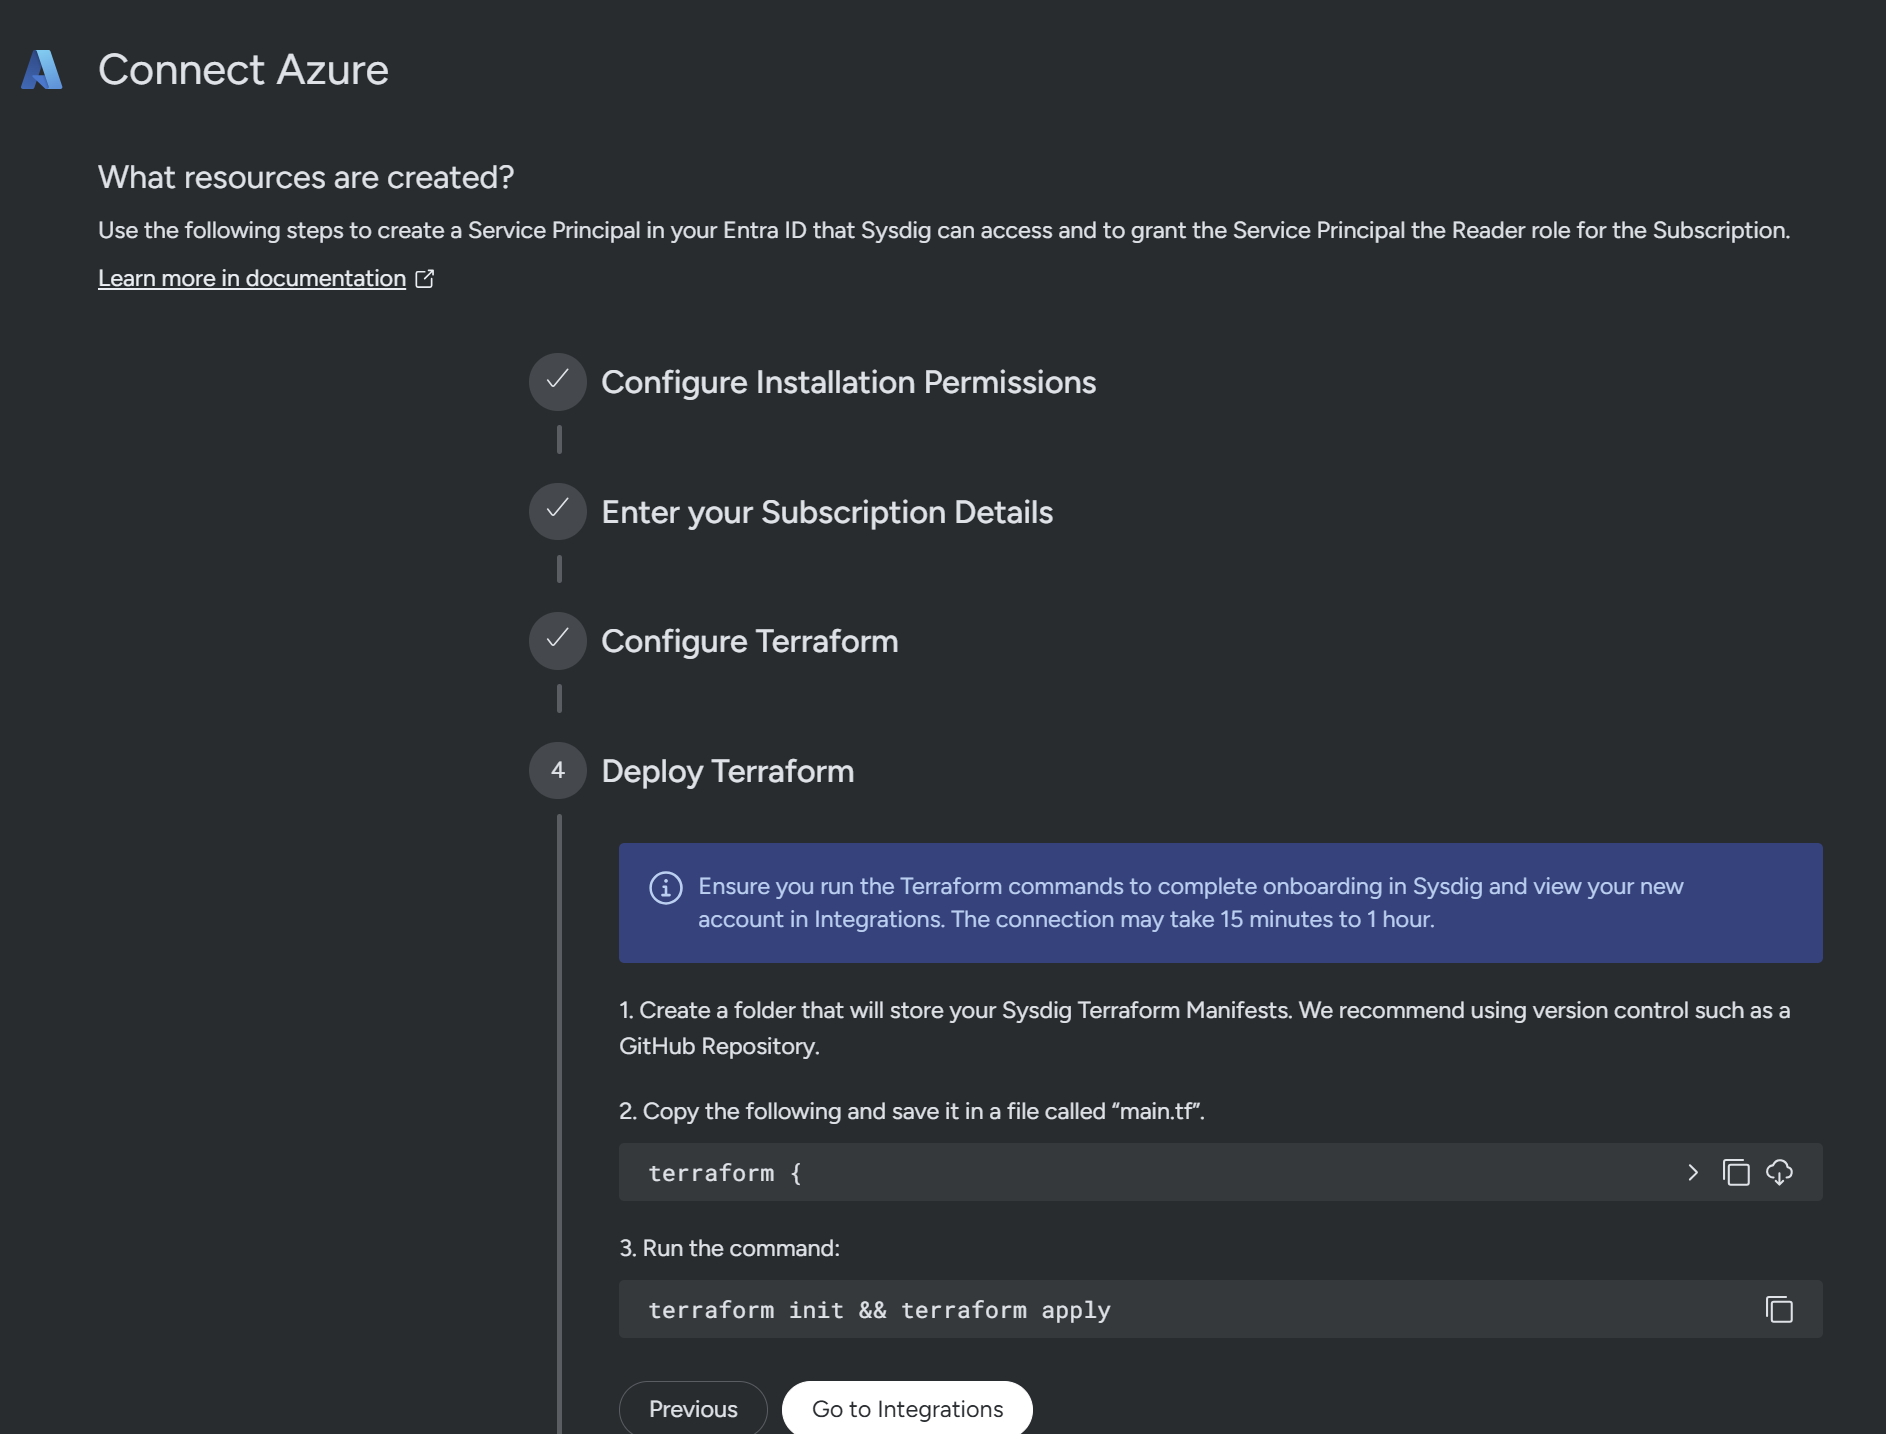 Connect Azure
What resources are created?
Use the following steps to create a Service Principal in your Entra ID that Sysdig can access and to grant the Service Principal the Reader role for the Subscription.
Learn more in documentation
Configure Installation Permissions
Enter your Subscription Details
Configure Terraform
4 Deploy Terraform
Ensure you run the Terraform commands to complete onboarding in Sysdig and view your new
account in Integrations. The connection may take 15 minutes to 1 hour.
1. Create a folder that will store your Sysdig Terraform Manifests. We recommend using version control such as a
GitHub Repository.
2. Copy the following and save it in a file called “main.tf”.
terraform {
3. Run the command:
terraform init && terraform apply
Previous Go to Integrations